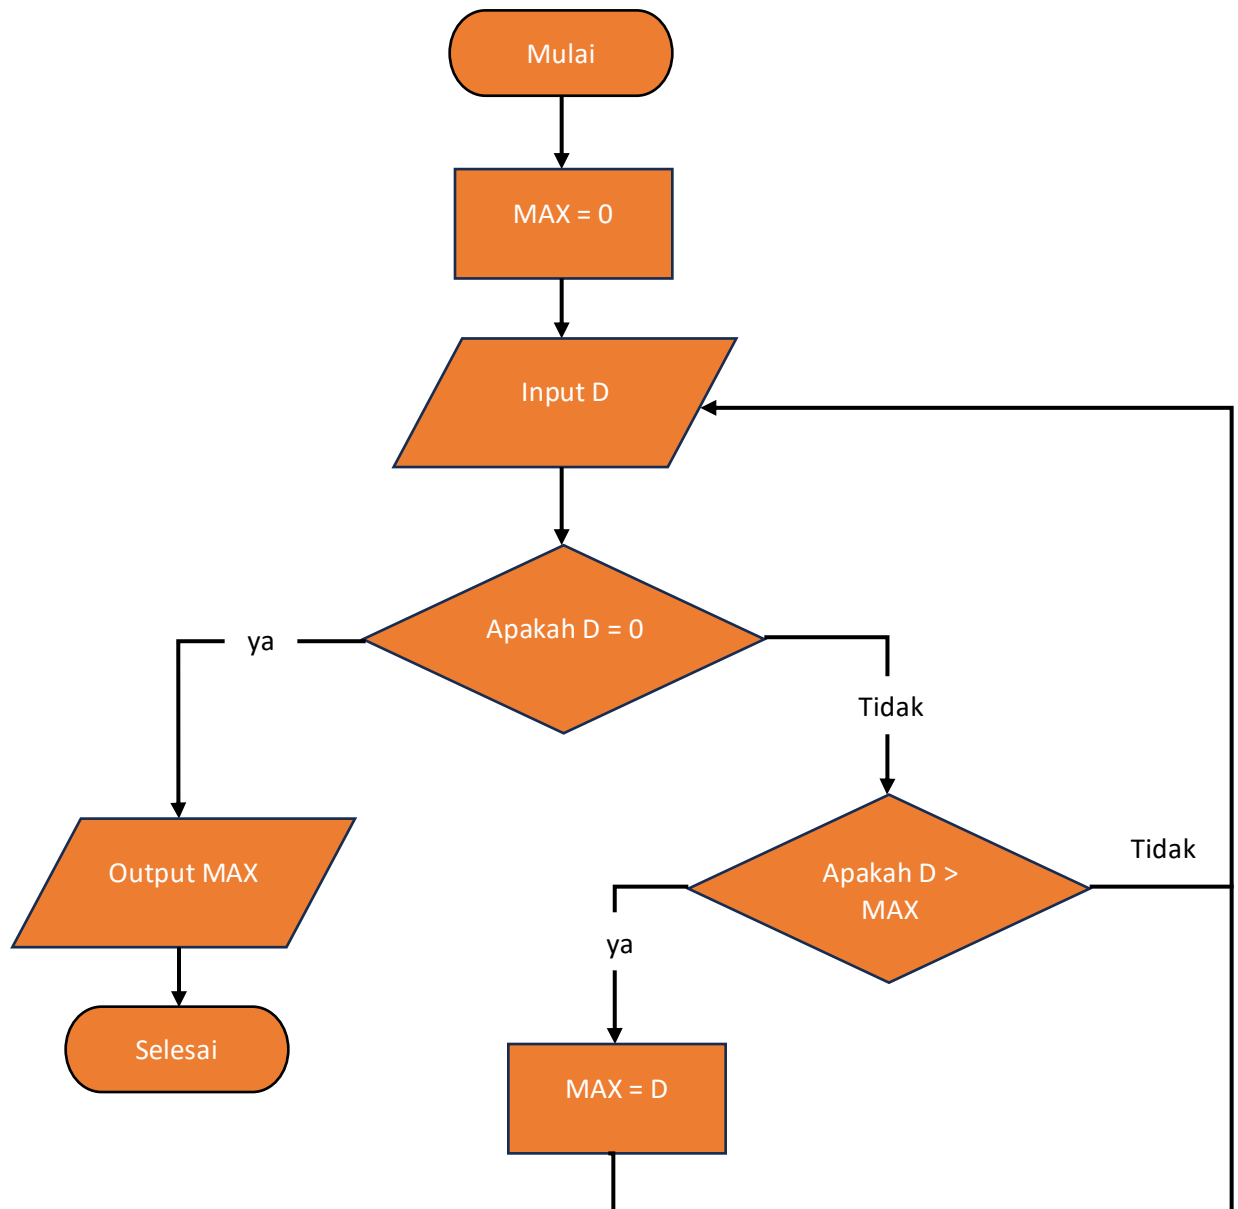 Mulai
MAX = 0
Input D
Apakah D = 0
ya
Tidak
Output MAX
Apakah D >
MAX
Tidak
ya
Selesai
MAX = D